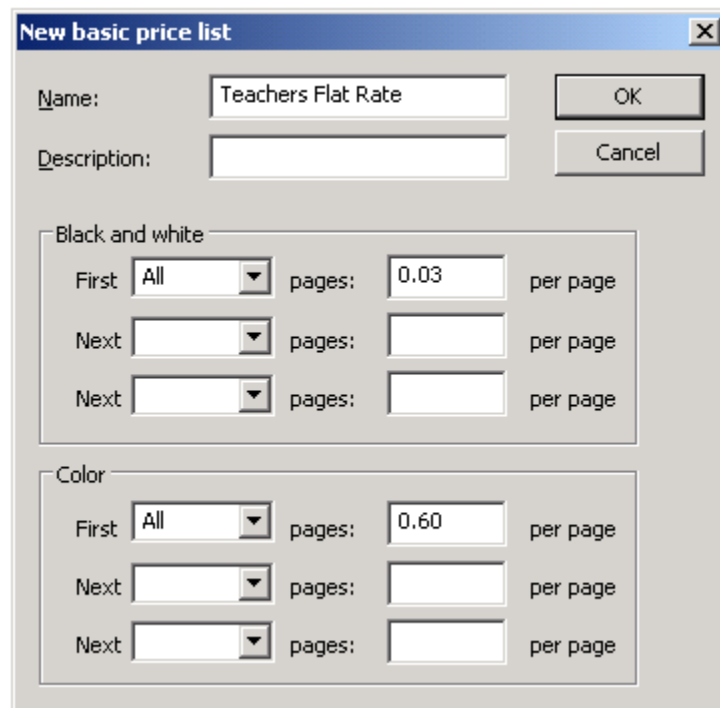 New basic price list
Name: Teachers Flat Rate OK
Description: Cancel
Black and white
First All pages: 0.03 per page
Next pages: per page
Next pages: per page
Color
First All pages: 0.60 per page
Next pages: per page
Next pages: per page